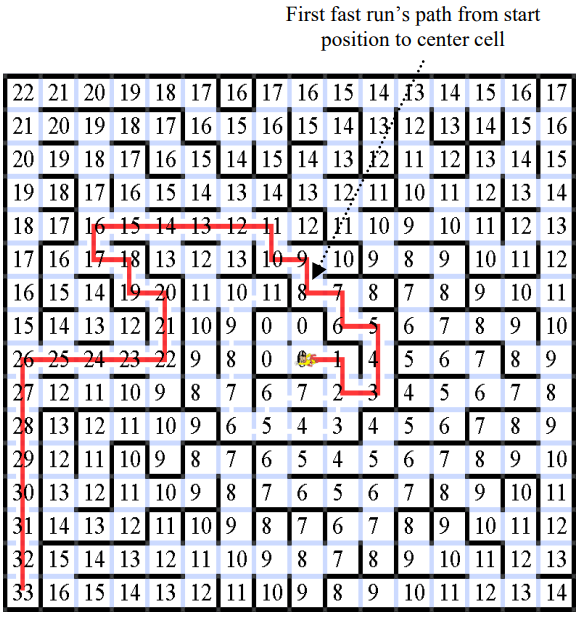 First fast run's path from start
position to center cell
22 21 20 19 18 17 16 17 16 15 14 13 14 15 16 17
21 20 19 18 17 16 15 16 15 14 13 12 13 14 15 16
20 19 18 17 16 15 14 15 14 13 12 11 12 13 14 15
19 18 17 16 15 14 13 14 13 12 11 10 11 12 13 14
18 17 16 15 14 13 12 11 12 11 10 9 10 11 12 13
17 16 17 18 13 12 13 10 9 10 9 8 9 10 11 12
16 15 14 19 20 11 10 11 8 7 8 7 8 9 10 11
15 14 13 12 21 10 9 0 0 6 5 6 7 8 9 10
26 25 24 23 22 9 8 0 0 1 4 5 6 7 8 9
27 12 11 10 9 8 7 6 7 2 3 4 5 6 7 8
28 13 12 11 10 9 6 5 4 3 4 5 6 7 8 9
29 12 11 10 9 8 7 6 5 4 5 6 7 8 9 10
30 13 12 11 10 9 8 7 6 5 6 7 8 9 10 11
31 14 13 12 11 10 9 8 7 6 7 8 9 10 11 12
32 15 14 13 12 11 10 9 8 7 8 9 10 11 12 13
33 16 15 14 13 12 11 10 9 8 9 10 11 12 13 14